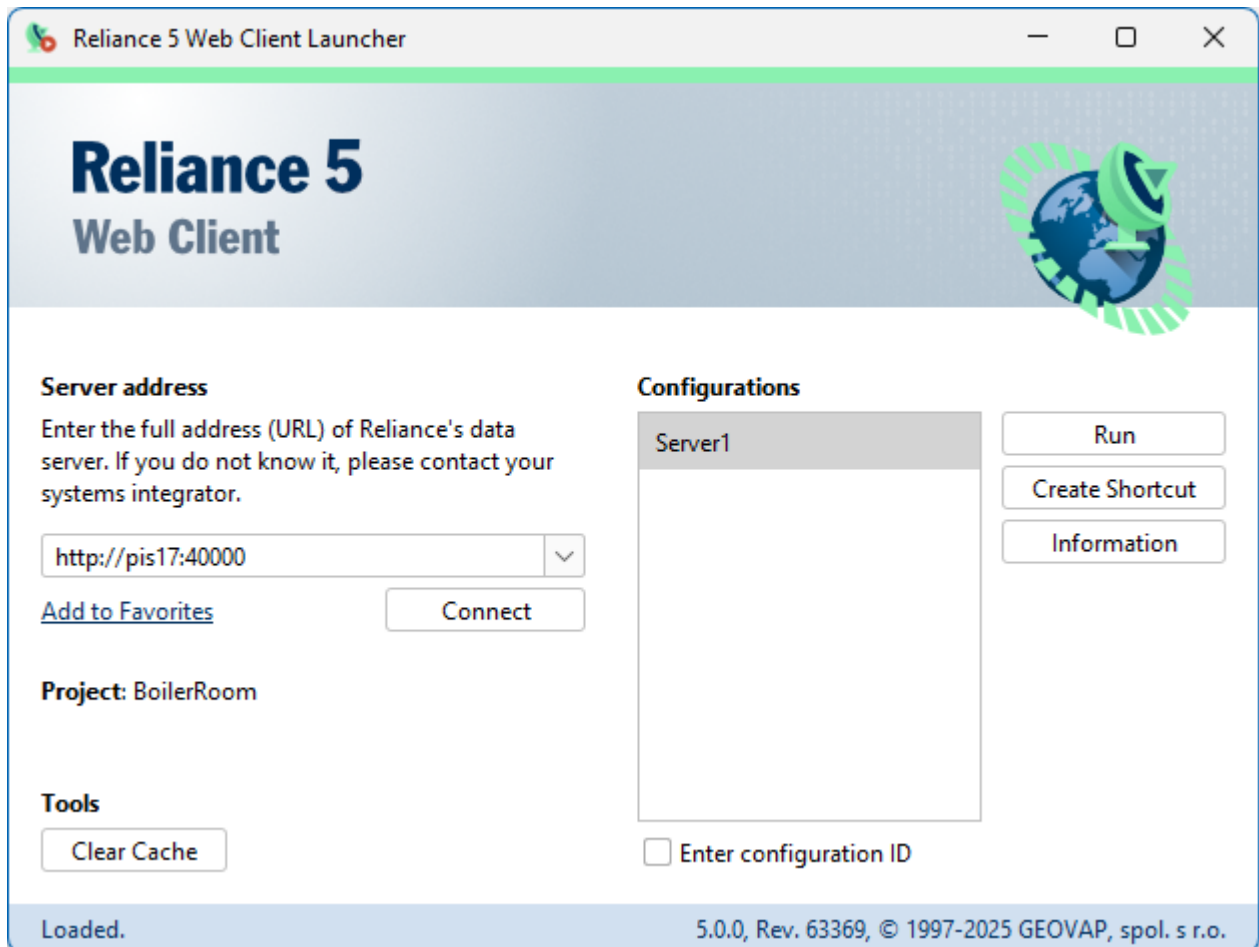 Reliance 5 Web Client Launcher
Reliance 5
Web Client
Server address
Enter the full address (URL) of Reliance's data
server. If you do not know it, please contact your
systems integrator.
http://pis17:40000
Add to Favorites
Connect
Project: BoilerRoom
Tools
Clear Cache
Configurations
Server1
Run
Create Shortcut
Information
Enter configuration ID
Loaded.
5.0.0, Rev. 63369, © 1997-2025 GEOVAP, spol. s r.o.